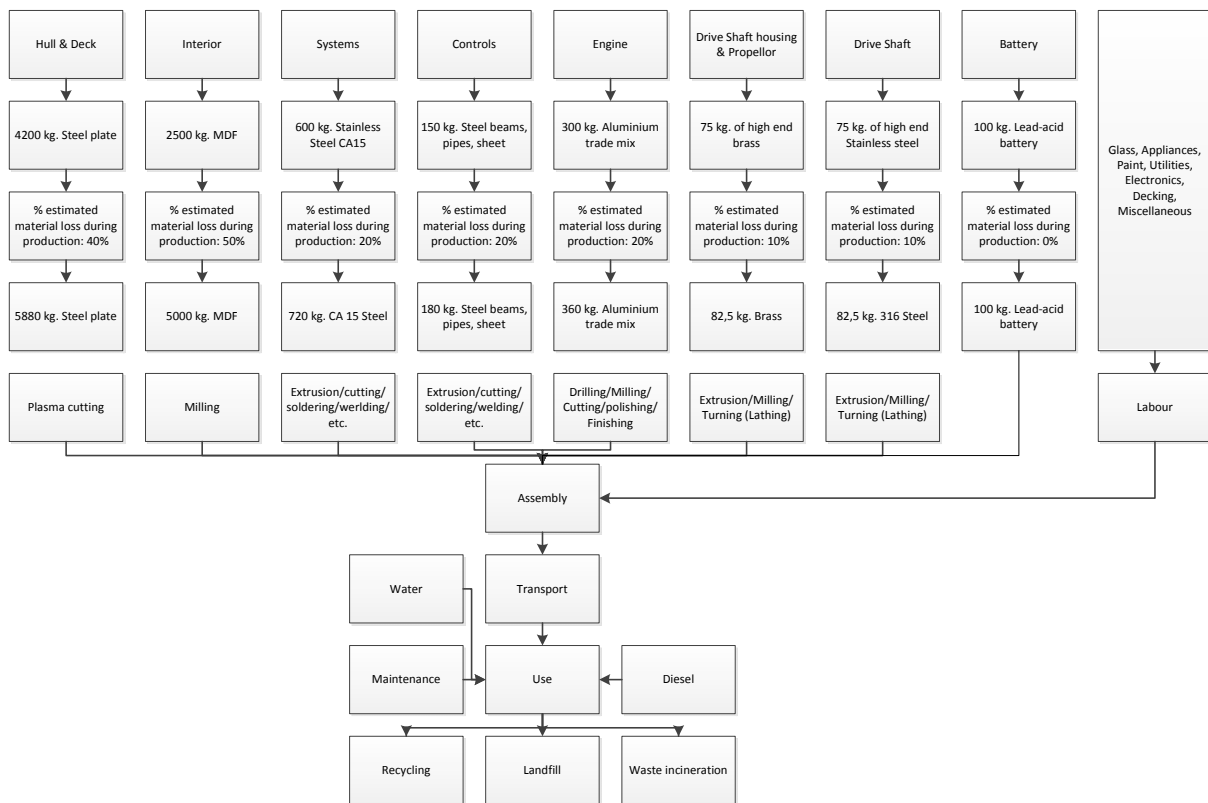 Hull & Deck
Interior
Systems
Controls
Engine
Drive Shaft housing
& Propellor
Drive Shaft
Battery
4200 kg. Steel plate
2500 kg. MDF
600 kg. Stainless
Steel CA15
150 kg. Steel beams,
pipes, sheet
300 kg. Aluminium
trade mix
75 kg. of high end
brass
75 kg. of high end
Stainless steel
100 kg. Lead-acid
battery
Glass, Appliances,
Paint, Utilities,
Electronics,
Decking,
Miscellaneous
% estimated
material loss during
production: 40%
% estimated
material loss during
production: 50%
% estimated
material loss during
production: 20%
% estimated
material loss during
production: 20%
% estimated
material loss during
production: 20%
% estimated
material loss during
production: 10%
% estimated
material loss during
production: 10%
% estimated
material loss during
production: 0%
5880 kg. Steel plate
5000 kg. MDF
720 kg. CA 15 Steel
180 kg. Steel beams,
pipes, sheet
360 kg. Aluminium
trade mix
82,5 kg. Brass
82,5 kg. 316 Steel
100 kg. Lead-acid
battery
Plasma cutting
Milling
Extrusion/cutting/
soldering/werlding/
etc.
Extrusion/cutting/
soldering/welding/
etc.
Drilling/Milling/
Cutting/polishing/
Finishing
Extrusion/Milling/
Turning (Lathing)
Extrusion/Milling/
Turning (Lathing)
Labour
Assembly
Water
Transport
Maintenance
Use
Diesel
Recycling
Landfill
Waste incineration